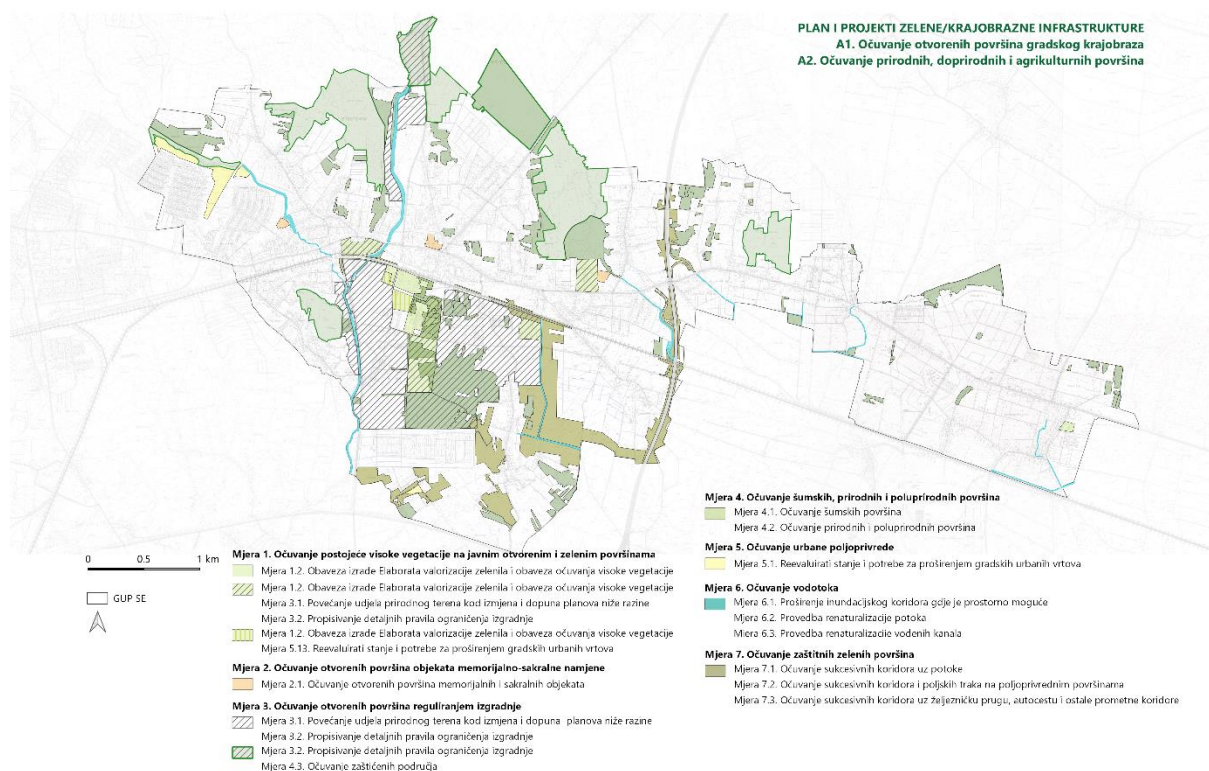 PLAN I PROJEKTI ZELENE/KRAJOBRAZNE INFRASTRUKTURE
A1. Očuvanje otvorenih površina gradskog krajobraza
A2. Očuvanje prirodnih, doprirodnih i agrikulturnih površina
0 0.5 1 km
GUP SE
Mjera 1. Očuvanje postojeće visoke vegetacije na javnim otvorenim i zelenim površinama
Mjera 1.2. Obaveza izrade Elaborata valorizacije zelenila i obaveza očuvanja visoke vegetacije
Mjera 1.2. Obaveza izrade Elaborata valorizacije zelenila i obaveza očuvanja visoke vegetacije
Mjera 3.1. Povećanje udjela prirodnog terena kod izmjena i dopuna planova niže razine
Mjera 3.2. Propisivanje detaljnih pravila ograničenja izgradnje
Mjera 1.2. Obaveza izrade Elaborata valorizacije zelenila i obaveza očuvanja visoke vegetacije
Mjera 5.13. Reevaluirati stanje i potrebe za proširenjem gradskih urbanih vrtova
Mjera 2. Očuvanje otvorenih površina objekata memorijalno-sakralne namjene
Mjera 2.1. Očuvanje otvorenih površina memorijalnih i sakralnih objekata
Mjera 3. Očuvanje otvorenih površina reguliranjem izgradnje
Mjera 3.1. Povećanje udjela prirodnog terena kod izmjena i dopuna planova niže razine
Mjera 3.2. Propisivanje detaljnih pravila ograničenja izgradnje
Mjera 3.2. Propisivanje detaljnih pravila ograničenja izgradnje
Mjera 4.3. Očuvanje zaštićenih područja
Mjera 4. Očuvanje šumskih, prirodnih i poluprirodnih površina
Mjera 4.1. Očuvanje šumskih površina
Mjera 4.2. Očuvanje prirodnih i poluprirodnih površina
Mjera 5. Očuvanje urbane poljoprivrede
Mjera 5.1. Reevaluirati stanje i potrebe za proširenjem gradskih urbanih vrtova
Mjera 6. Očuvanje vodotoka
Mjera 6.1. Proširenje inundacijskog koridora gdje je prostorno moguće
Mjera 6.2. Provedba renaturalizacije potoka
Mjera 6.3. Provedba renaturalizacije vodenih kanala
Mjera 7. Očuvanje zaštitnih zelenih površina
Mjera 7.1. Očuvanje sukcesivnih koridora uz potoke
Mjera 7.2. Očuvanje sukcesivnih koridora i poljskih traka na poljoprivrednim površinama
Mjera 7.3. Očuvanje sukcesivnih koridora uz željezničku prugu, autocestu i ostale prometne koridore